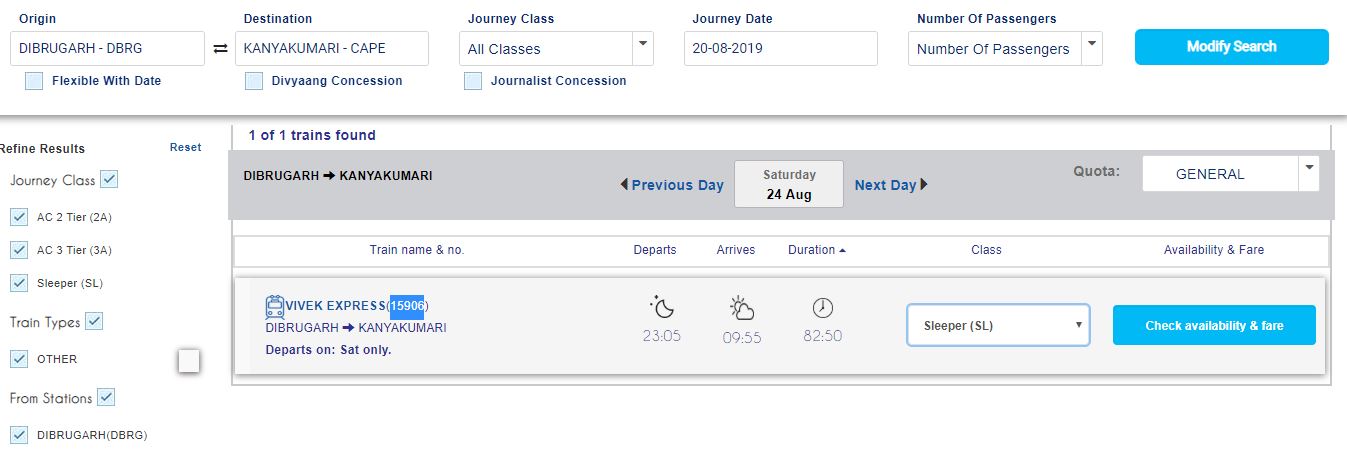 Origin Destination Journey Class Journey Date Number Of Passengers
DIBRUGARH - DBRG KANYAKUMARI - CAPE All Classes 20-08-2019 Number Of Passengers Modify Search
Flexible With Date Divyaang Concession Journalist Concession
1 of 1 trains found
Refine Results Reset
DIBRUGARH ➔ KANYAKUMARI Previous Day Saturday 24 Aug Next Day Quota: GENERAL
Journey Class
AC 2 Tier (2A)
AC 3 Tier (3A)
Sleeper (SL)
Train Types
OTHER
From Stations
DIBRUGARH(DBRG)
Train name & no. Departs Arrives Duration Class Availability & Fare
VIVEK EXPRESS(15906)
DIBRUGARH ➔ KANYAKUMARI
Departs on: Sat only.
23:05 09:55 82:50 Sleeper (SL) Check availability & fare